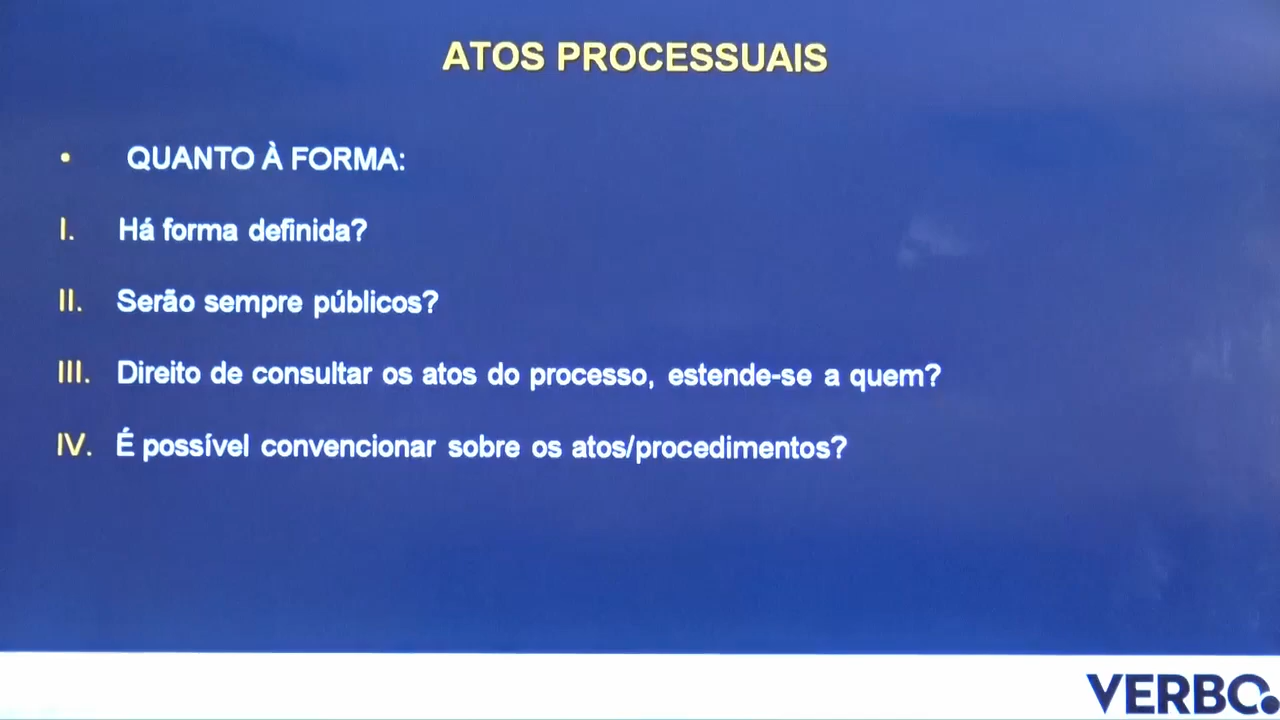 ATOS PROCESSUAIS
• QUANTO À FORMA:
I. Há forma definida?
II. Serão sempre públicos?
III. Direito de consultar os atos do processo, estende-se a quem?
IV. É possível convencionar sobre os atos/procedimentos?
VERBO.